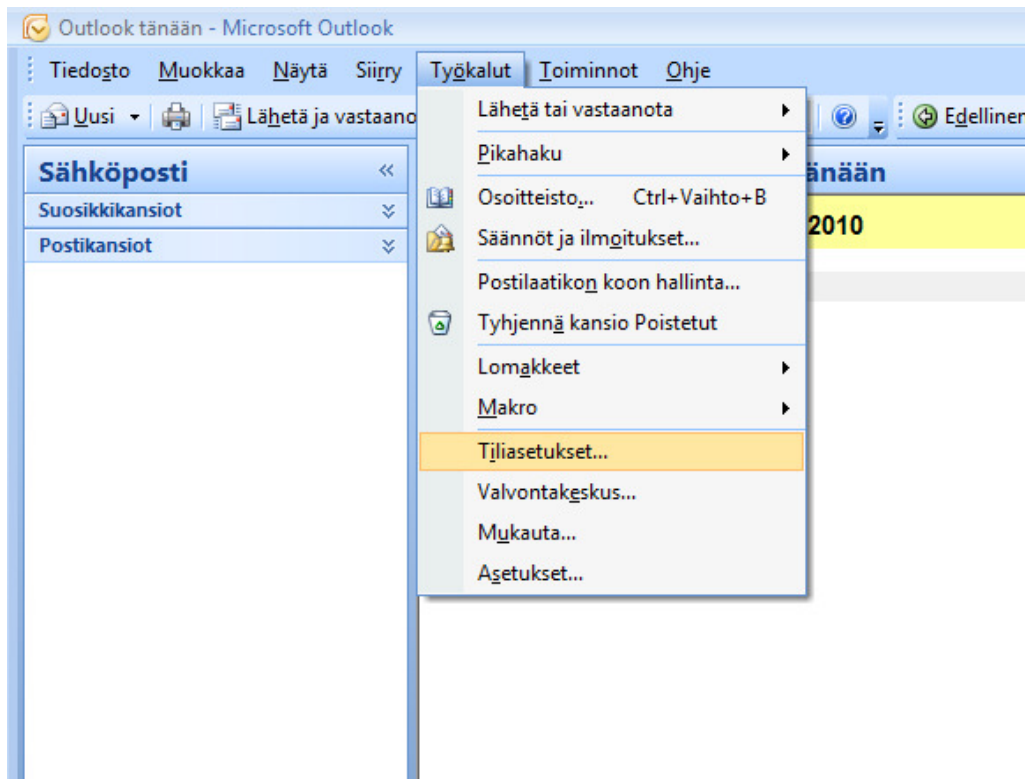 Outlook tänään - Microsoft Outlook
Tiedosto Muokkaa Näytä Siirry Työkalut Toiminnot Ohje
Uusi Lähetä ja Edellinen
Lähetä tai vastaanota
Pikahaku
Sähköposti
Suosikkikansiot
Postikansiot
Osoitteisto... Ctrl+Vaihto+B
Säännöt ja ilmoitukset...
2010
Postilaatikon koon hallinta...
Tyhjennä kansio Poistetut
Lomakkeet
Makro
Tiliasetukset...
Valvontakeskus...
Mukauta...
Asetukset...